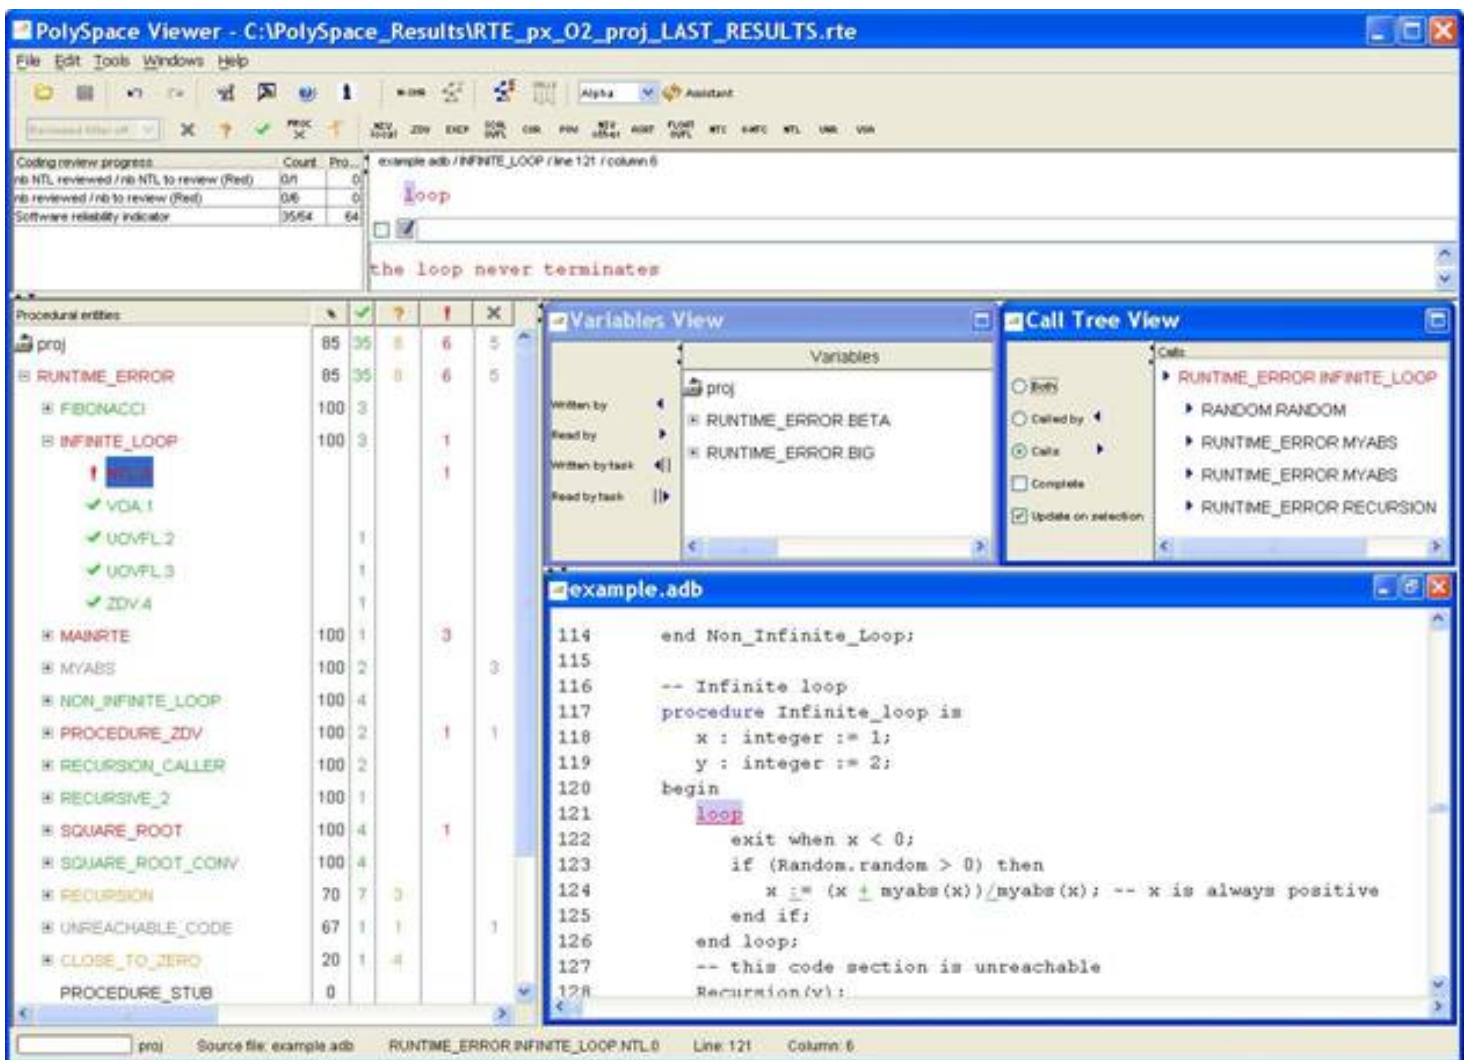 PolySpace Viewer - C:\PolySpace_Results\RTE_px_O2_proj_LAST_RESULTS.rte
File Edit Tools Windows Help
Alpha Assistant
Coding review progress Count Pro...
nb NTL reviewed / nb NTL to review (Red) 0/1 0
nb reviewed / nb to review (Red) 0/6 0
Software reliability indicator 35/54 64
example.adb / INFINITE_LOOP / line 121 / column 6
loop
the loop never terminates
Procedural entities
proj 85 35 8 6 5
RUNTIME_ERROR 85 35 8 6 5
FIBONACCI 100 3
INFINITE_LOOP 100 3 1
NTL.0 1
VOA.1
UOVFL.2 1
UOVFL.3 1
ZDV.4 1
MAINRTE 100 1 3
MYABS 100 2 3
NON_INFINITE_LOOP 100 4
PROCEDURE_ZDV 100 2 1 1
RECURSION_CALLER 100 2
RECURSIVE_2 100 1
SQUARE_ROOT 100 4 1
SQUARE_ROOT_CONV 100 4
RECURSION 70 7 3
UNREACHABLE_CODE 67 1 1 1
CLOSE_TO_ZERO 20 1 4
PROCEDURE_STUB 0
Variables View
Variables
Written by
Read by
Written by task
Read by task
proj
RUNTIME_ERROR.BETA
RUNTIME_ERROR.BIG
Call Tree View
Both
Called by
Calls
Complete
Update on selection
Calls
RUNTIME_ERROR.INFINITE_LOOP
RANDOM.RANDOM
RUNTIME_ERROR.MYABS
RUNTIME_ERROR.MYABS
RUNTIME_ERROR.RECURSION
example.adb
114 end Non_Infinite_Loop;
115
116 -- Infinite loop
117 procedure Infinite_loop is
118 x : integer := 1;
119 y : integer := 2;
120 begin
121 loop
122 exit when x < 0;
123 if (Random.random > 0) then
124 x := (x + myabs(x))/myabs(x); -- x is always positive
125 end if;
126 end loop;
127 -- this code section is unreachable
128 Recursion(y);
proj Source file: example.adb RUNTIME_ERROR.INFINITE_LOOP.NTL.0 Line: 121 Column: 6